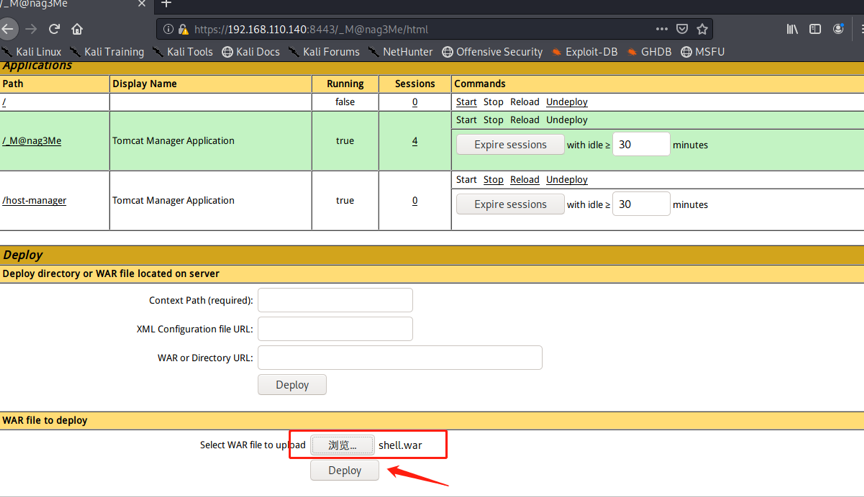 /_M@nag3Me
https://192.168.110.140:8443/_M@nag3Me/html
Kali Linux Kali Training Kali Tools Kali Docs Kali Forums NetHunter Offensive Security Exploit-DB GHDB MSFU
Applications
Path Display Name Running Sessions Commands
/ false 0 Start Stop Reload Undeploy
Start Stop Reload Undeploy
/_M@nag3Me Tomcat Manager Application true 4
Expire sessions with idle ≥ 30 minutes
Start Stop Reload Undeploy
/host-manager Tomcat Manager Application true 0
Expire sessions with idle ≥ 30 minutes
Deploy
Deploy directory or WAR file located on server
Context Path (required):
XML Configuration file URL:
WAR or Directory URL:
Deploy
WAR file to deploy
Select WAR file to upload 浏览... shell.war
Deploy